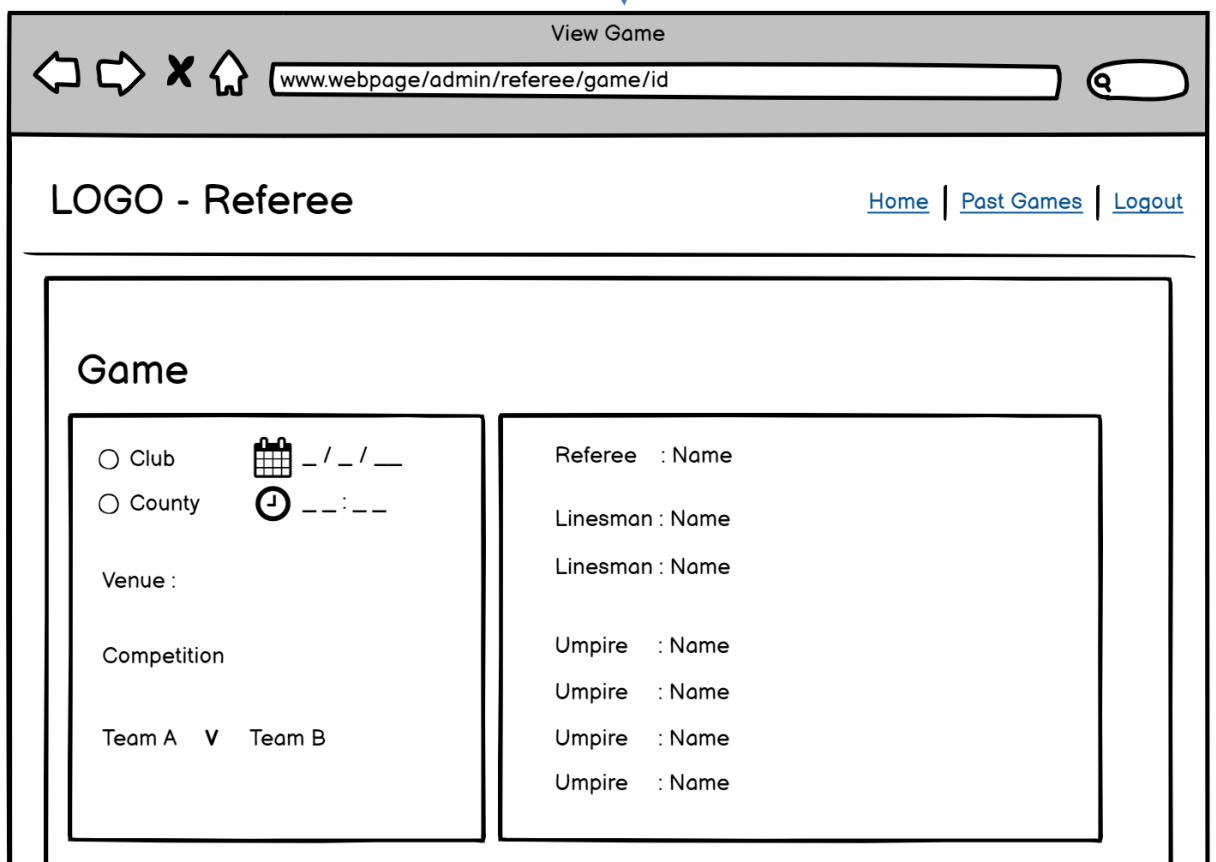 View Game
www.webpage/admin/referee/game/id
LOGO - Referee
Home | Past Games | Logout
Game
Club _ / _ / __
County _ _ : _ _
Venue :
Competition
Team A V Team B
Referee : Name
Linesman : Name
Linesman : Name
Umpire : Name
Umpire : Name
Umpire : Name
Umpire : Name